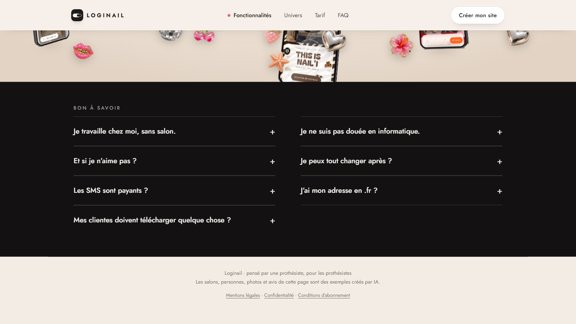 LOGINAIL
Fonctionnalités
Univers
Tarif
FAQ
Créer mon site
THIS IS
NAILY
BON À SAVOIR
Je travaille chez moi, sans salon. +
Je ne suis pas douée en informatique. +
Et si je n'aime pas ? +
Je peux tout changer après ? +
Les SMS sont payants ? +
J'ai mon adresse en .fr ? +
Mes clientes doivent télécharger quelque chose ? +
Loginail · pensé par une prothésiste, pour les prothésistes
Les salons, personnes, photos et avis de cette page sont des exemples créés par IA.
Mentions légales · Confidentialité · Conditions d'abonnement